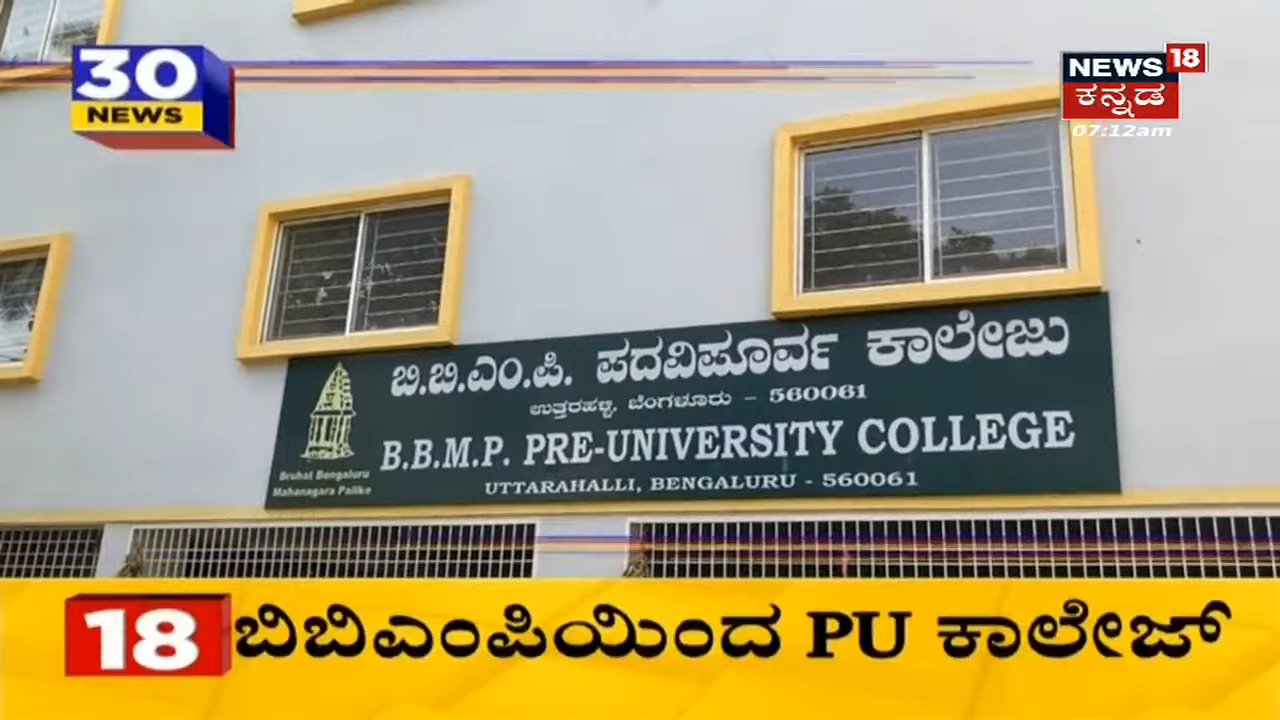 30
NEWS
NEWS 18
ಕನ್ನಡ
07:12am
ಬಿ.ಬಿ.ಎಂ.ಪಿ. ಪದವಿಪೂರ್ವ ಕಾಲೇಜು
ಉತ್ತರಹಳ್ಳಿ, ಬೆಂಗಳೂರು – 560061
B.B.M.P. PRE-UNIVERSITY COLLEGE
UTTARAHALLI, BENGALURU - 560061
Bruhat Bengaluru
Mahanagara Palike
18 ಬಿಬಿಎಂಪಿಯಿಂದ PU ಕಾಲೇಜ್